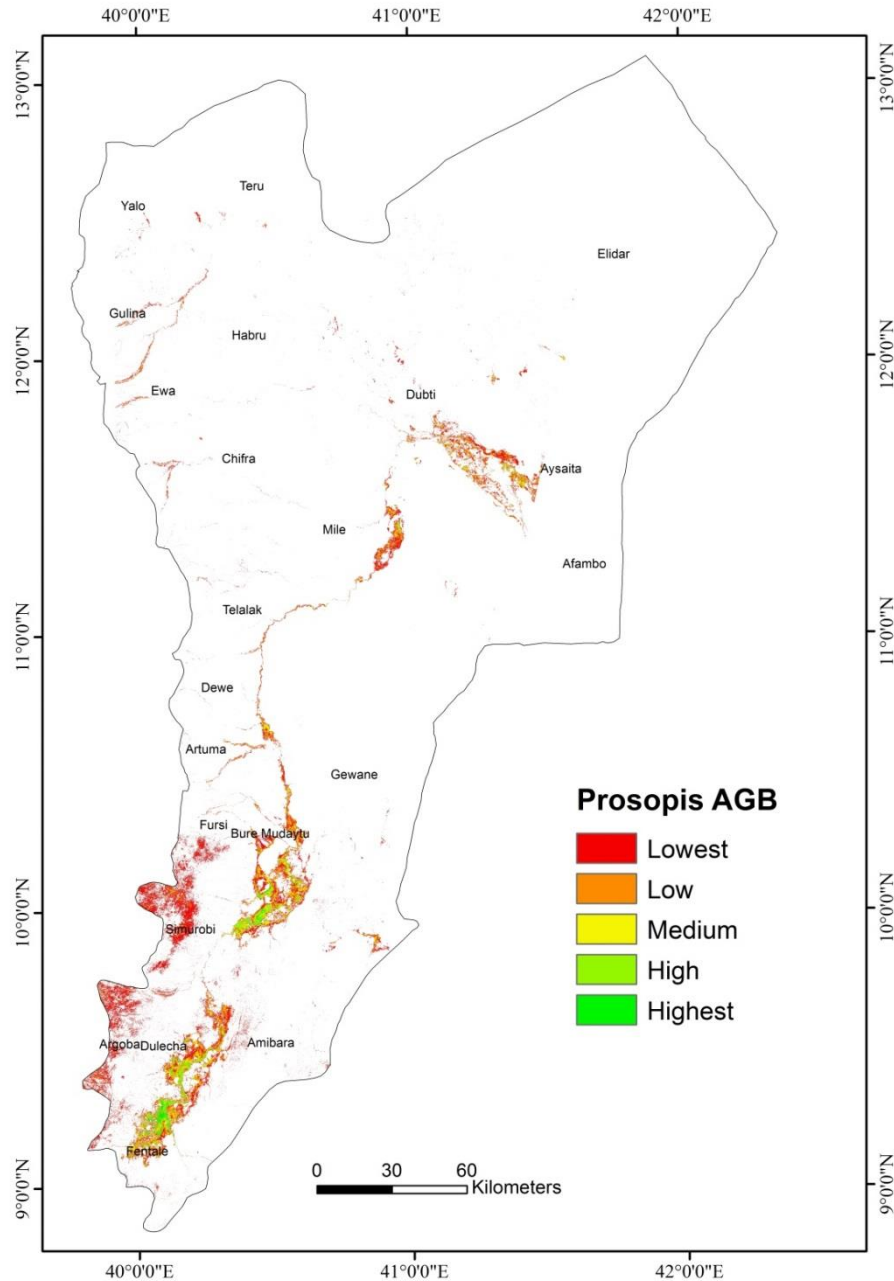 40°0'0"E 41°0'0"E 42°0'0"E
13°0'0"N 13°0'0"N
Teru
Yalo
Elidar
Gulina
Habru
12°0'0"N 12°0'0"N
Ewa
Dubti
Chifra
Aysaita
Mile
Afambo
Telalak
11°0'0"N 11°0'0"N
Dewe
Artuma
Gewane
Prosopis AGB
Fursi
Bure Mudaytu
Lowest
Low
10°0'0"N 10°0'0"N
Simurobi
Medium
High
Highest
Argoba Dulecha Amibara
Fentale
0 30 60
Kilometers
9°0'0"N 9°0'0"N
40°0'0"E 41°0'0"E 42°0'0"E